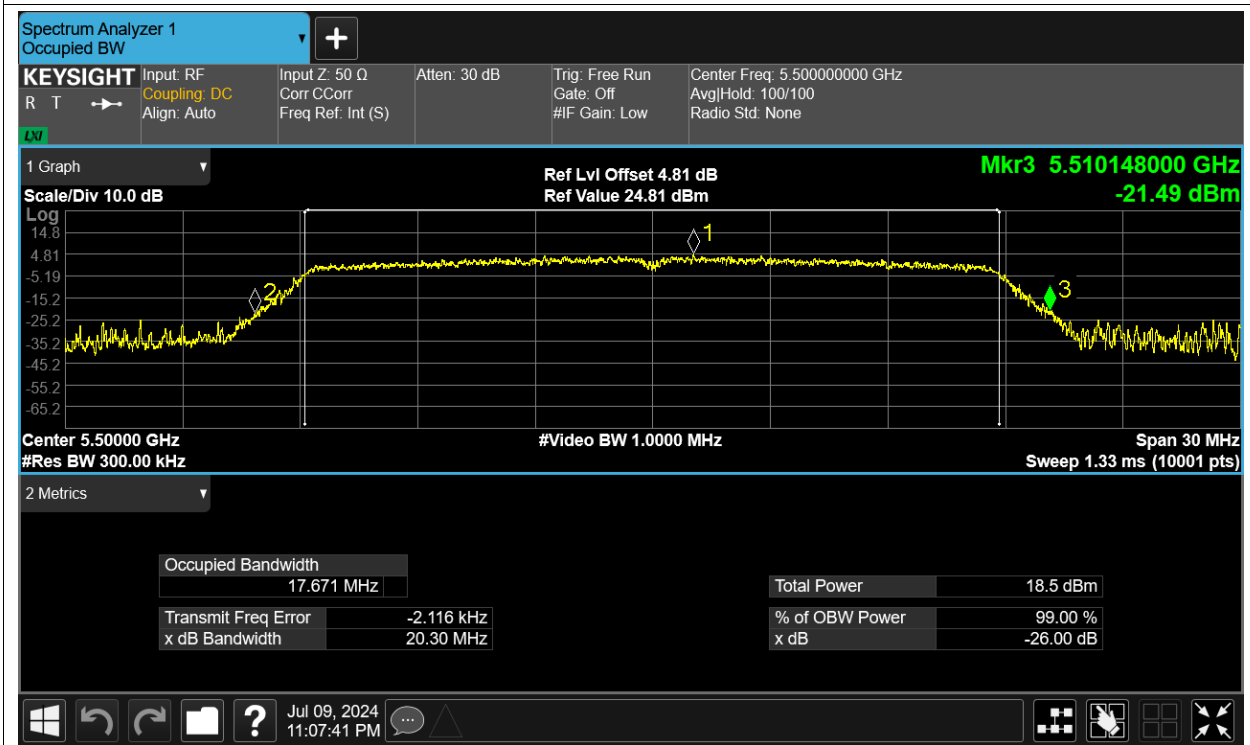 Spectrum Analyzer 1
Occupied BW
KEYSIGHT
R T
LXI
Input: RF
Coupling: DC
Align: Auto
Input Z: 50 Ω
Corr CCorr
Freq Ref: Int (S)
Atten: 30 dB
Trig: Free Run
Gate: Off
#IF Gain: Low
Center Freq: 5.500000000 GHz
Avg|Hold: 100/100
Radio Std: None
1 Graph
Scale/Div 10.0 dB
Ref Lvl Offset 4.81 dB
Ref Value 24.81 dBm
Mkr3 5.510148000 GHz
-21.49 dBm
Log
14.8
4.81
-5.19
-15.2
-25.2
-35.2
-45.2
-55.2
-65.2
1
2
3
Center 5.50000 GHz
#Res BW 300.00 kHz
#Video BW 1.0000 MHz
Span 30 MHz
Sweep 1.33 ms (10001 pts)
2 Metrics
Occupied Bandwidth
17.671 MHz
Transmit Freq Error -2.116 kHz
x dB Bandwidth 20.30 MHz
Total Power 18.5 dBm
% of OBW Power 99.00 %
x dB -26.00 dB
?
Jul 09, 2024
11:07:41 PM